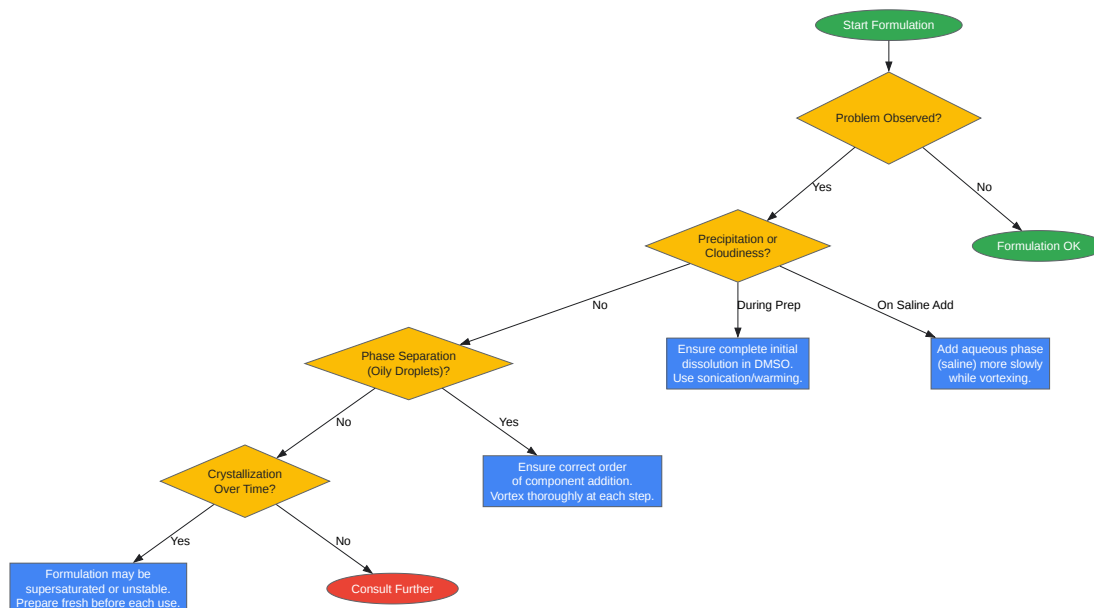 Start Formulation
Problem Observed?
Yes
No
Precipitation or
Cloudiness?
Formulation OK
No
During Prep
On Saline Add
Phase Separation
(Oily Droplets)?
Ensure complete initial
dissolution in DMSO.
Use sonication/warming.
Add aqueous phase
(saline) more slowly
while vortexing.
No
Yes
Crystallization
Over Time?
Ensure correct order
of component addition.
Vortex thoroughly at each step.
Yes
No
Formulation may be
supersaturated or unstable.
Prepare fresh before each use.
Consult Further